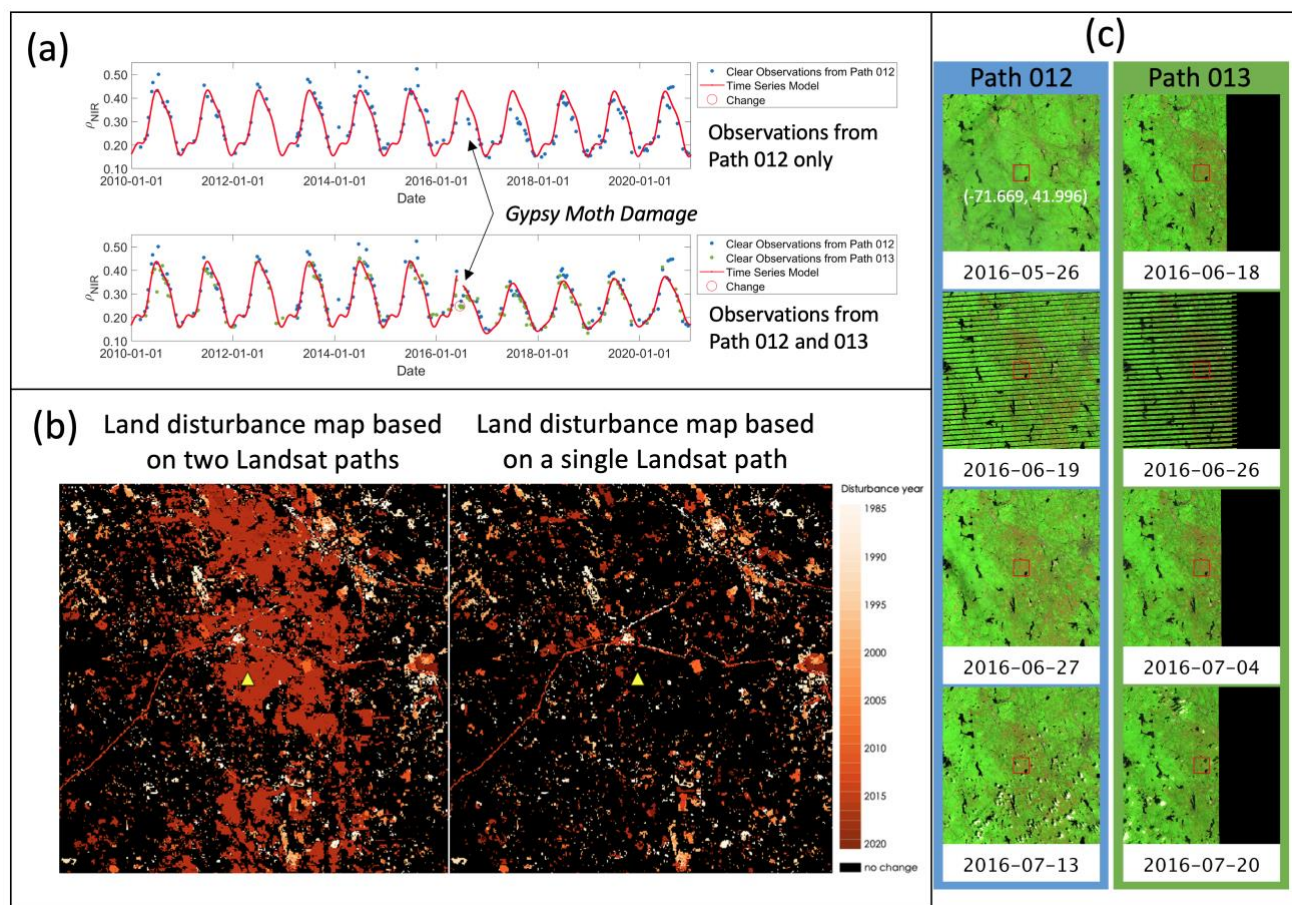 (a)
0.50
0.40
0.30
0.20
0.10
ρNIR
2010-01-01
2012-01-01
2014-01-01
2016-01-01
2018-01-01
2020-01-01
Date
Clear Observations from Path 012
Time Series Model
Change
Observations from
Path 012 only
Gypsy Moth Damage
0.50
0.40
0.30
0.20
0.10
ρNIR
2010-01-01
2012-01-01
2014-01-01
2016-01-01
2018-01-01
2020-01-01
Date
Clear Observations from Path 012
Clear Observations from Path 013
Time Series Model
Change
Observations from
Path 012 and 013
(b)
Land disturbance map based
on two Landsat paths
Land disturbance map based
on a single Landsat path
Disturbance year
1985
1990
1995
2000
2005
2010
2015
2020
no change
(c)
Path 012
Path 013
(-71.669, 41.996)
2016-05-26
2016-06-18
2016-06-19
2016-06-26
2016-06-27
2016-07-04
2016-07-13
2016-07-20